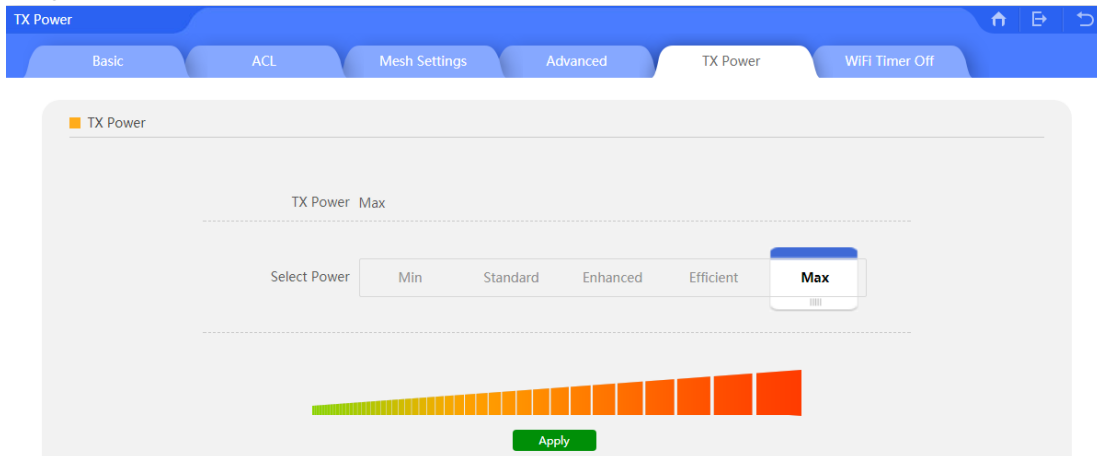 TX Power
Basic ACL Mesh Settings Advanced TX Power WiFi Timer Off
TX Power
TX Power Max
Select Power Min Standard Enhanced Efficient Max
Apply